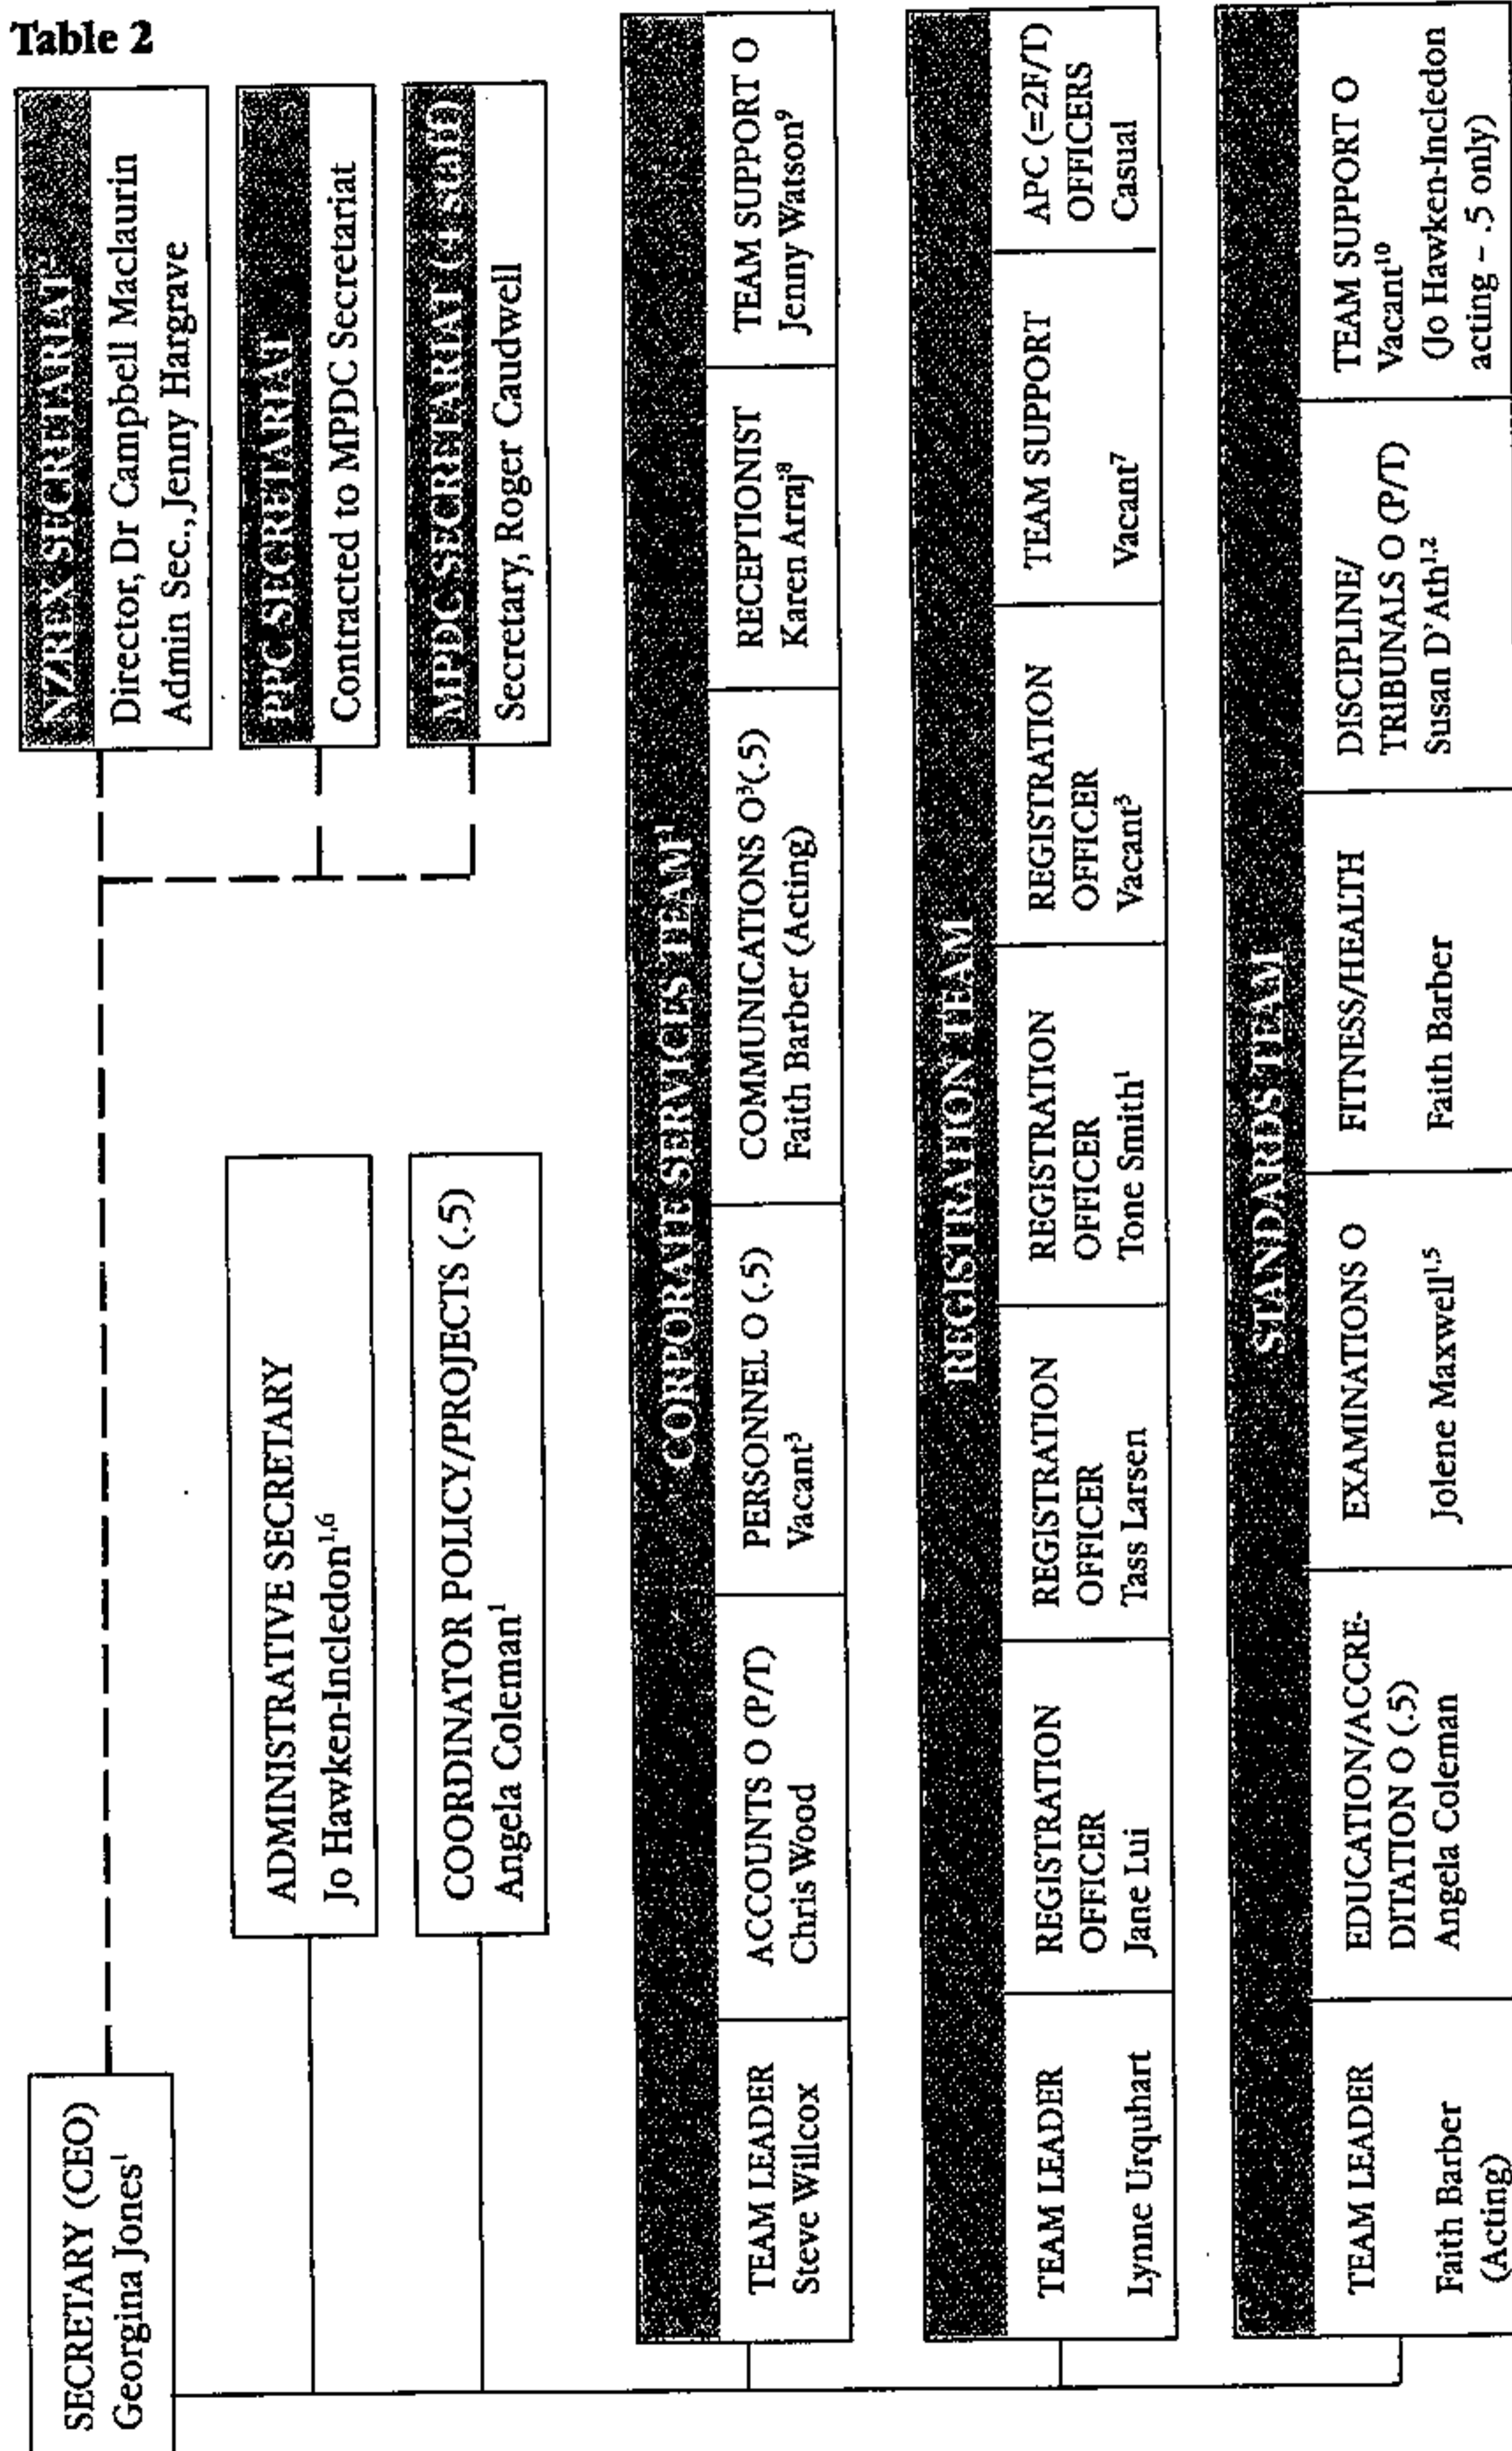 Table 2
SECRETARY (CEO)
Georgina Jones¹
NZREX SECRETARIAT
Director, Dr Campbell Maclaurin
Admin Sec., Jenny Hargrave
PPC SECRETARIAT
Contracted to MPDC Secretariat
MPDC SECRETARIAT (4 staff)
Secretary, Roger Caudwell
ADMINISTRATIVE SECRETARY
Jo Hawken-Incledon¹,⁶
COORDINATOR POLICY/PROJECTS (.5)
Angela Coleman¹
CORPORATE SERVICES TEAM¹
TEAM LEADER
Steve Willcox
ACCOUNTS O (P/T)
Chris Wood
PERSONNEL O (.5)
Vacant³
COMMUNICATIONS O³(.5)
Faith Barber (Acting)
RECEPTIONIST
Karen Arraj⁸
TEAM SUPPORT O
Jenny Watson⁹
REGISTRATION TEAM
TEAM LEADER
Lynne Urquhart
REGISTRATION
OFFICER
Jane Lui
REGISTRATION
OFFICER
Tass Larsen
REGISTRATION
OFFICER
Tone Smith¹
REGISTRATION
OFFICER
Vacant³
TEAM SUPPORT
Vacant⁷
APC (=2F/T)
OFFICERS
Casual
STANDARDS TEAM
TEAM LEADER
Faith Barber
(Acting)
EDUCATION/ACCRE-
DITATION O (.5)
Angela Coleman
EXAMINATIONS O
Jolene Maxwell¹,⁵
FITNESS/HEALTH
Faith Barber
DISCIPLINE/
TRIBUNALS O (P/T)
Susan D'Ath¹,²
TEAM SUPPORT O
Vacant¹⁰
(Jo Hawken-Incledon
acting – .5 only)